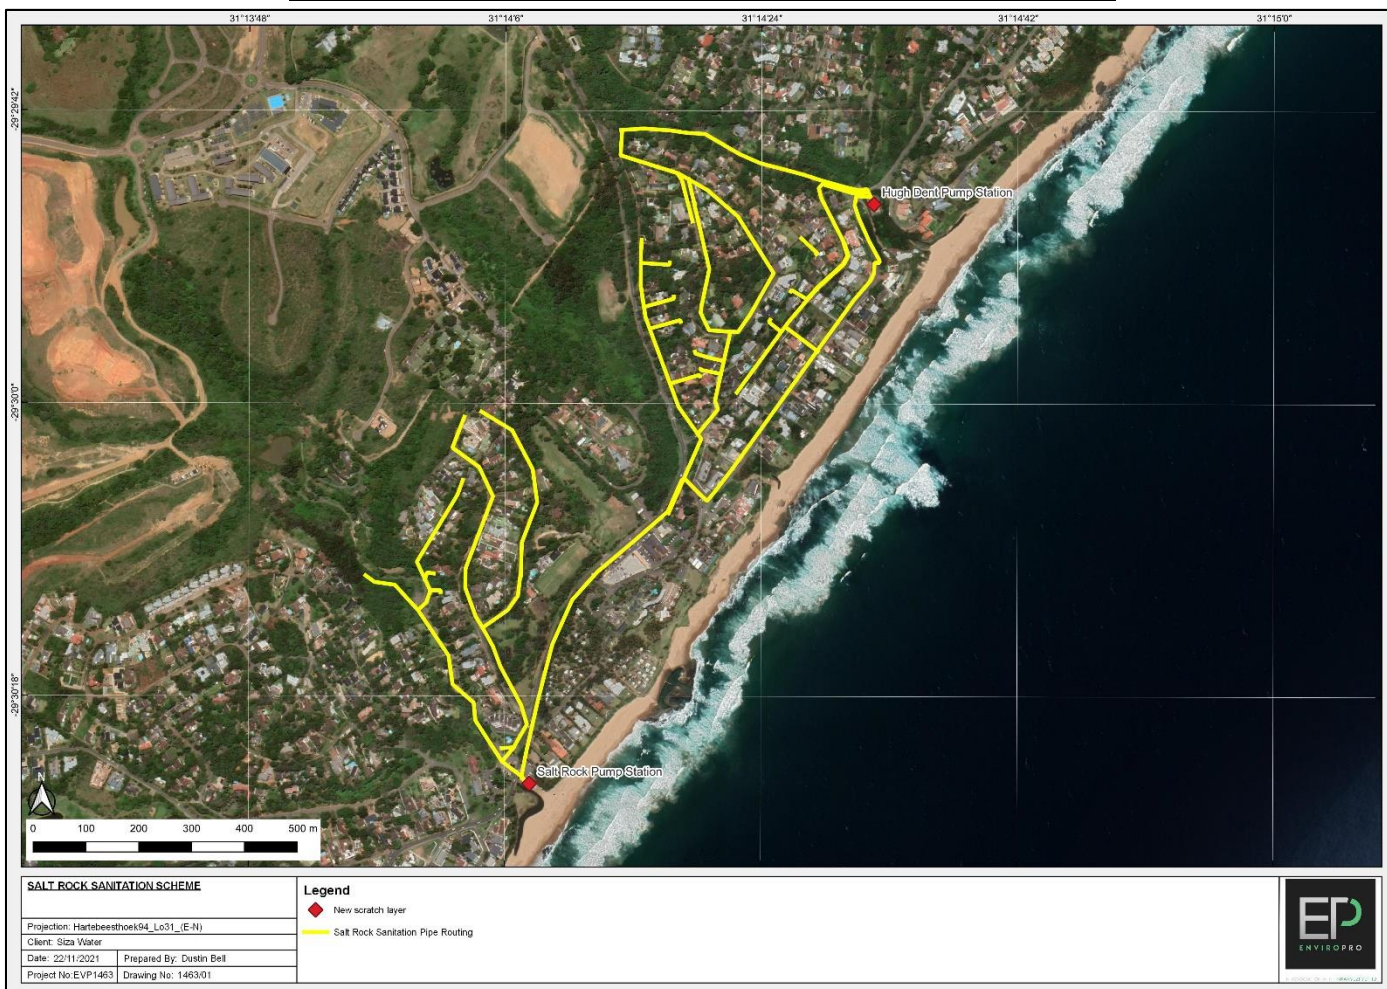 31°13'48"
31°14'6"
31°14'24"
31°14'42"
31°15'0"
-29°29'42"
-29°30'0"
-29°30'18"
Hugh Dent Pump Station
Salt Rock Pump Station
N
0 100 200 300 400 500 m
SALT ROCK SANITATION SCHEME
Projection: Hartebeesthoek94_Lo31_(E-N)
Client: Siza Water
Date: 22/11/2021
Prepared By: Dustin Bell
Project No:EVP1463
Drawing No: 1463/01
Legend
New scratch layer
Salt Rock Sanitation Pipe Routing
EP
ENVIROPRO